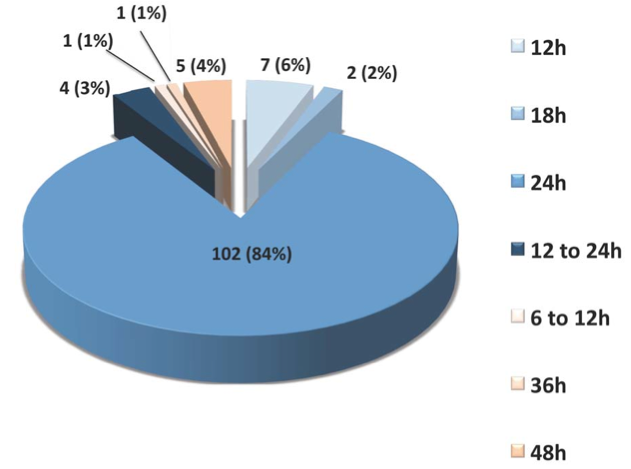 1 (1%)
1 (1%)
4 (3%)
5 (4%)
7 (6%)
2 (2%)
102 (84%)
12h
18h
24h
12 to 24h
6 to 12h
36h
48h